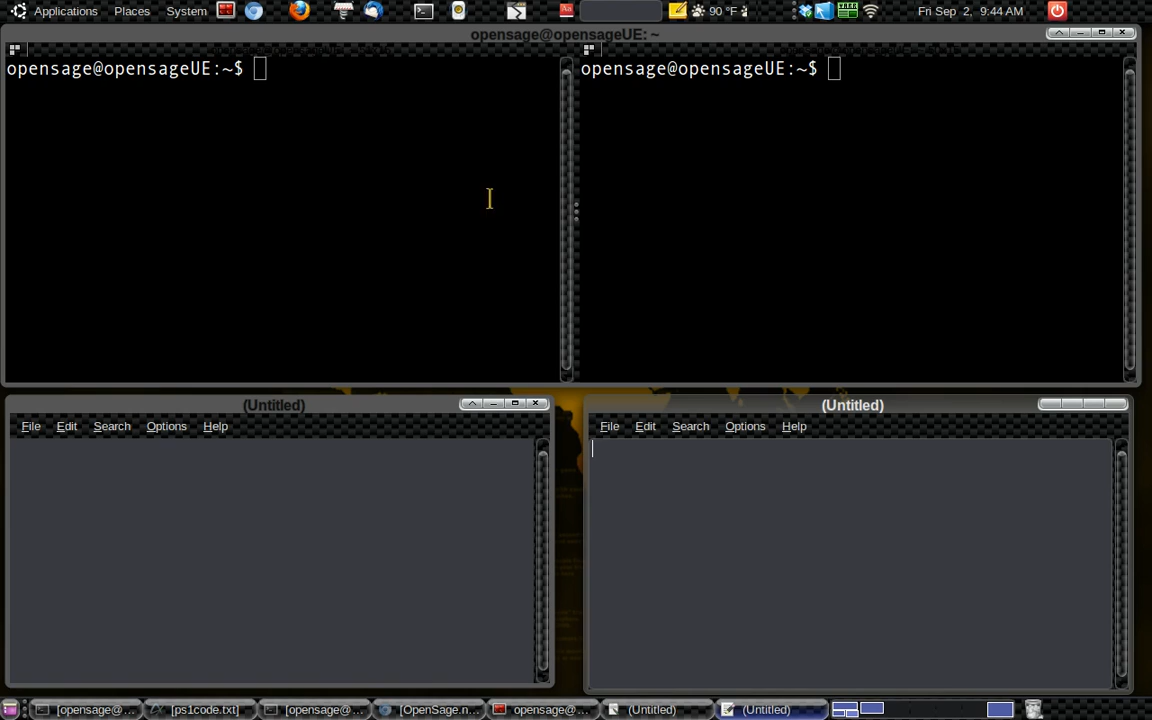 Applications Places System 90 °F Fri Sep 2, 9:44 AM
opensage@opensageUE: ~
opensage@opensageUE:~$
opensage@opensageUE:~$
(Untitled)
File Edit Search Options Help
(Untitled)
File Edit Search Options Help
[opensage@... [ps1code.txt] [opensage@... [OpenSage.n... opensage@... (Untitled) (Untitled)